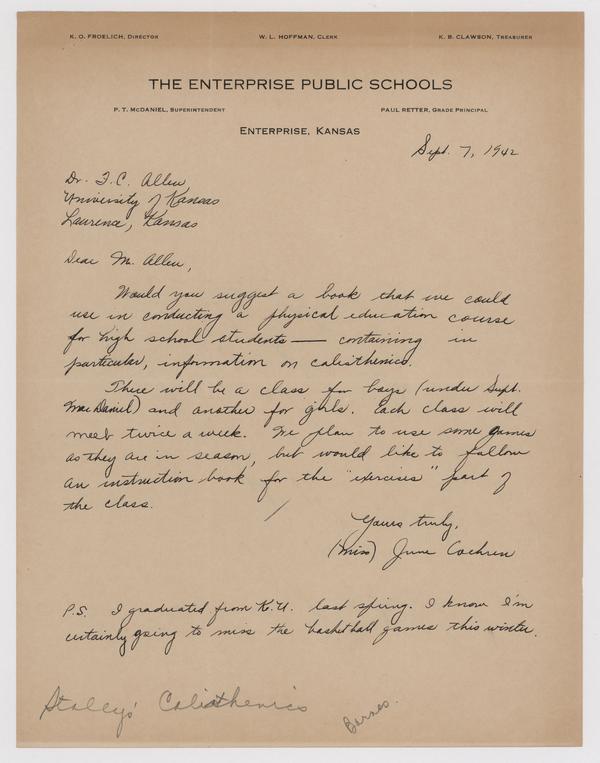 K. O. FROELICH, DIRECTOR W. L. HOFFMAN, CLERK K. B. CLAWSON, TREASURER
THE ENTERPRISE PUBLIC SCHOOLS
P. T. McDANIEL, SUPERINTENDENT PAUL RETTER, GRADE PRINCIPAL
ENTERPRISE, KANSAS
Sept. 7, 1942
Dr. F. C. Allen
University of Kansas
Lawrence, Kansas
Dear Mr. Allen,
Would you suggest a book that we could
use in conducting a physical education course
for high school students — containing in
particular, information on calisthenics.
There will be a class for boys (under Supt.
MacDaniel) and another for girls. Each class will
meet twice a week. We plan to use some games
as they are in season, but would like to follow
an instruction book for the "exercises" part of
the class.
Yours truly,
(Miss) June Cochren
P.S. I graduated from K.U. last spring. I know I'm
certainly going to miss the basketball games this winter.
Staley's Calisthenics
Barnes.